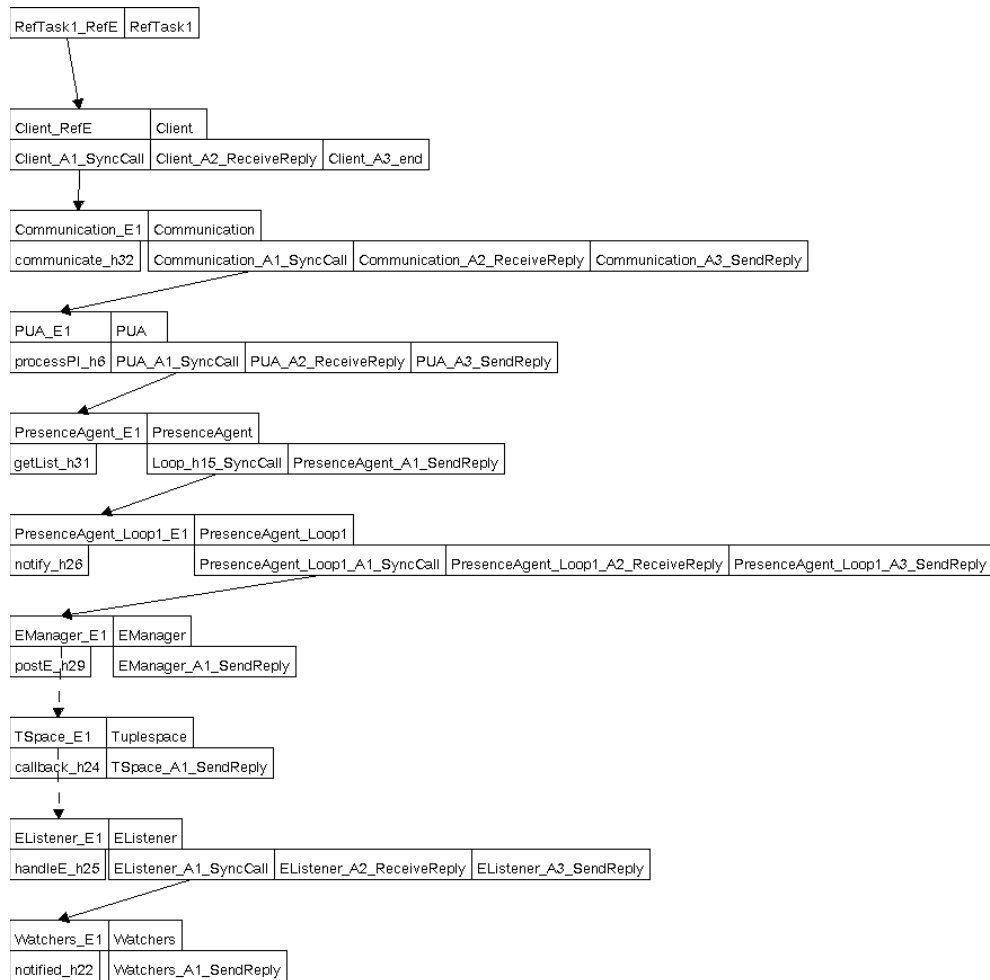 RefTask1_RefE RefTask1
Client_RefE Client
Client_A1_SyncCall Client_A2_ReceiveReply Client_A3_end
Communication_E1 Communication
communicate_h32 Communication_A1_SyncCall Communication_A2_ReceiveReply Communication_A3_SendReply
PUA_E1 PUA
processPI_h6 PUA_A1_SyncCall PUA_A2_ReceiveReply PUA_A3_SendReply
PresenceAgent_E1 PresenceAgent
getList_h31 Loop_h15_SyncCall PresenceAgent_A1_SendReply
PresenceAgent_Loop1_E1 PresenceAgent_Loop1
notify_h26 PresenceAgent_Loop1_A1_SyncCall PresenceAgent_Loop1_A2_ReceiveReply PresenceAgent_Loop1_A3_SendReply
EManager_E1 EManager
postE_h29 EManager_A1_SendReply
TSpace_E1 Tuplespace
callback_h24 TSpace_A1_SendReply
EListener_E1 EListener
handleE_h25 EListener_A1_SyncCall EListener_A2_ReceiveReply EListener_A3_SendReply
Watchers_E1 Watchers
notified_h22 Watchers_A1_SendReply